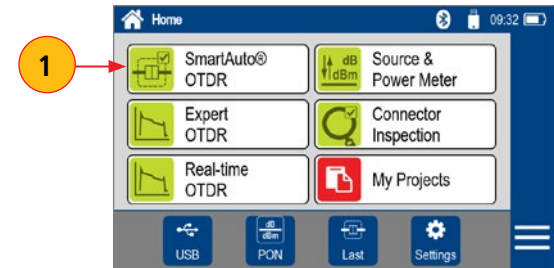 Home
09:32
1
SmartAuto®
OTDR
dB
dBm
Source &
Power Meter
Expert
OTDR
Connector
Inspection
Real-time
OTDR
My Projects
USB
dB
dBm
PON
Last
Settings